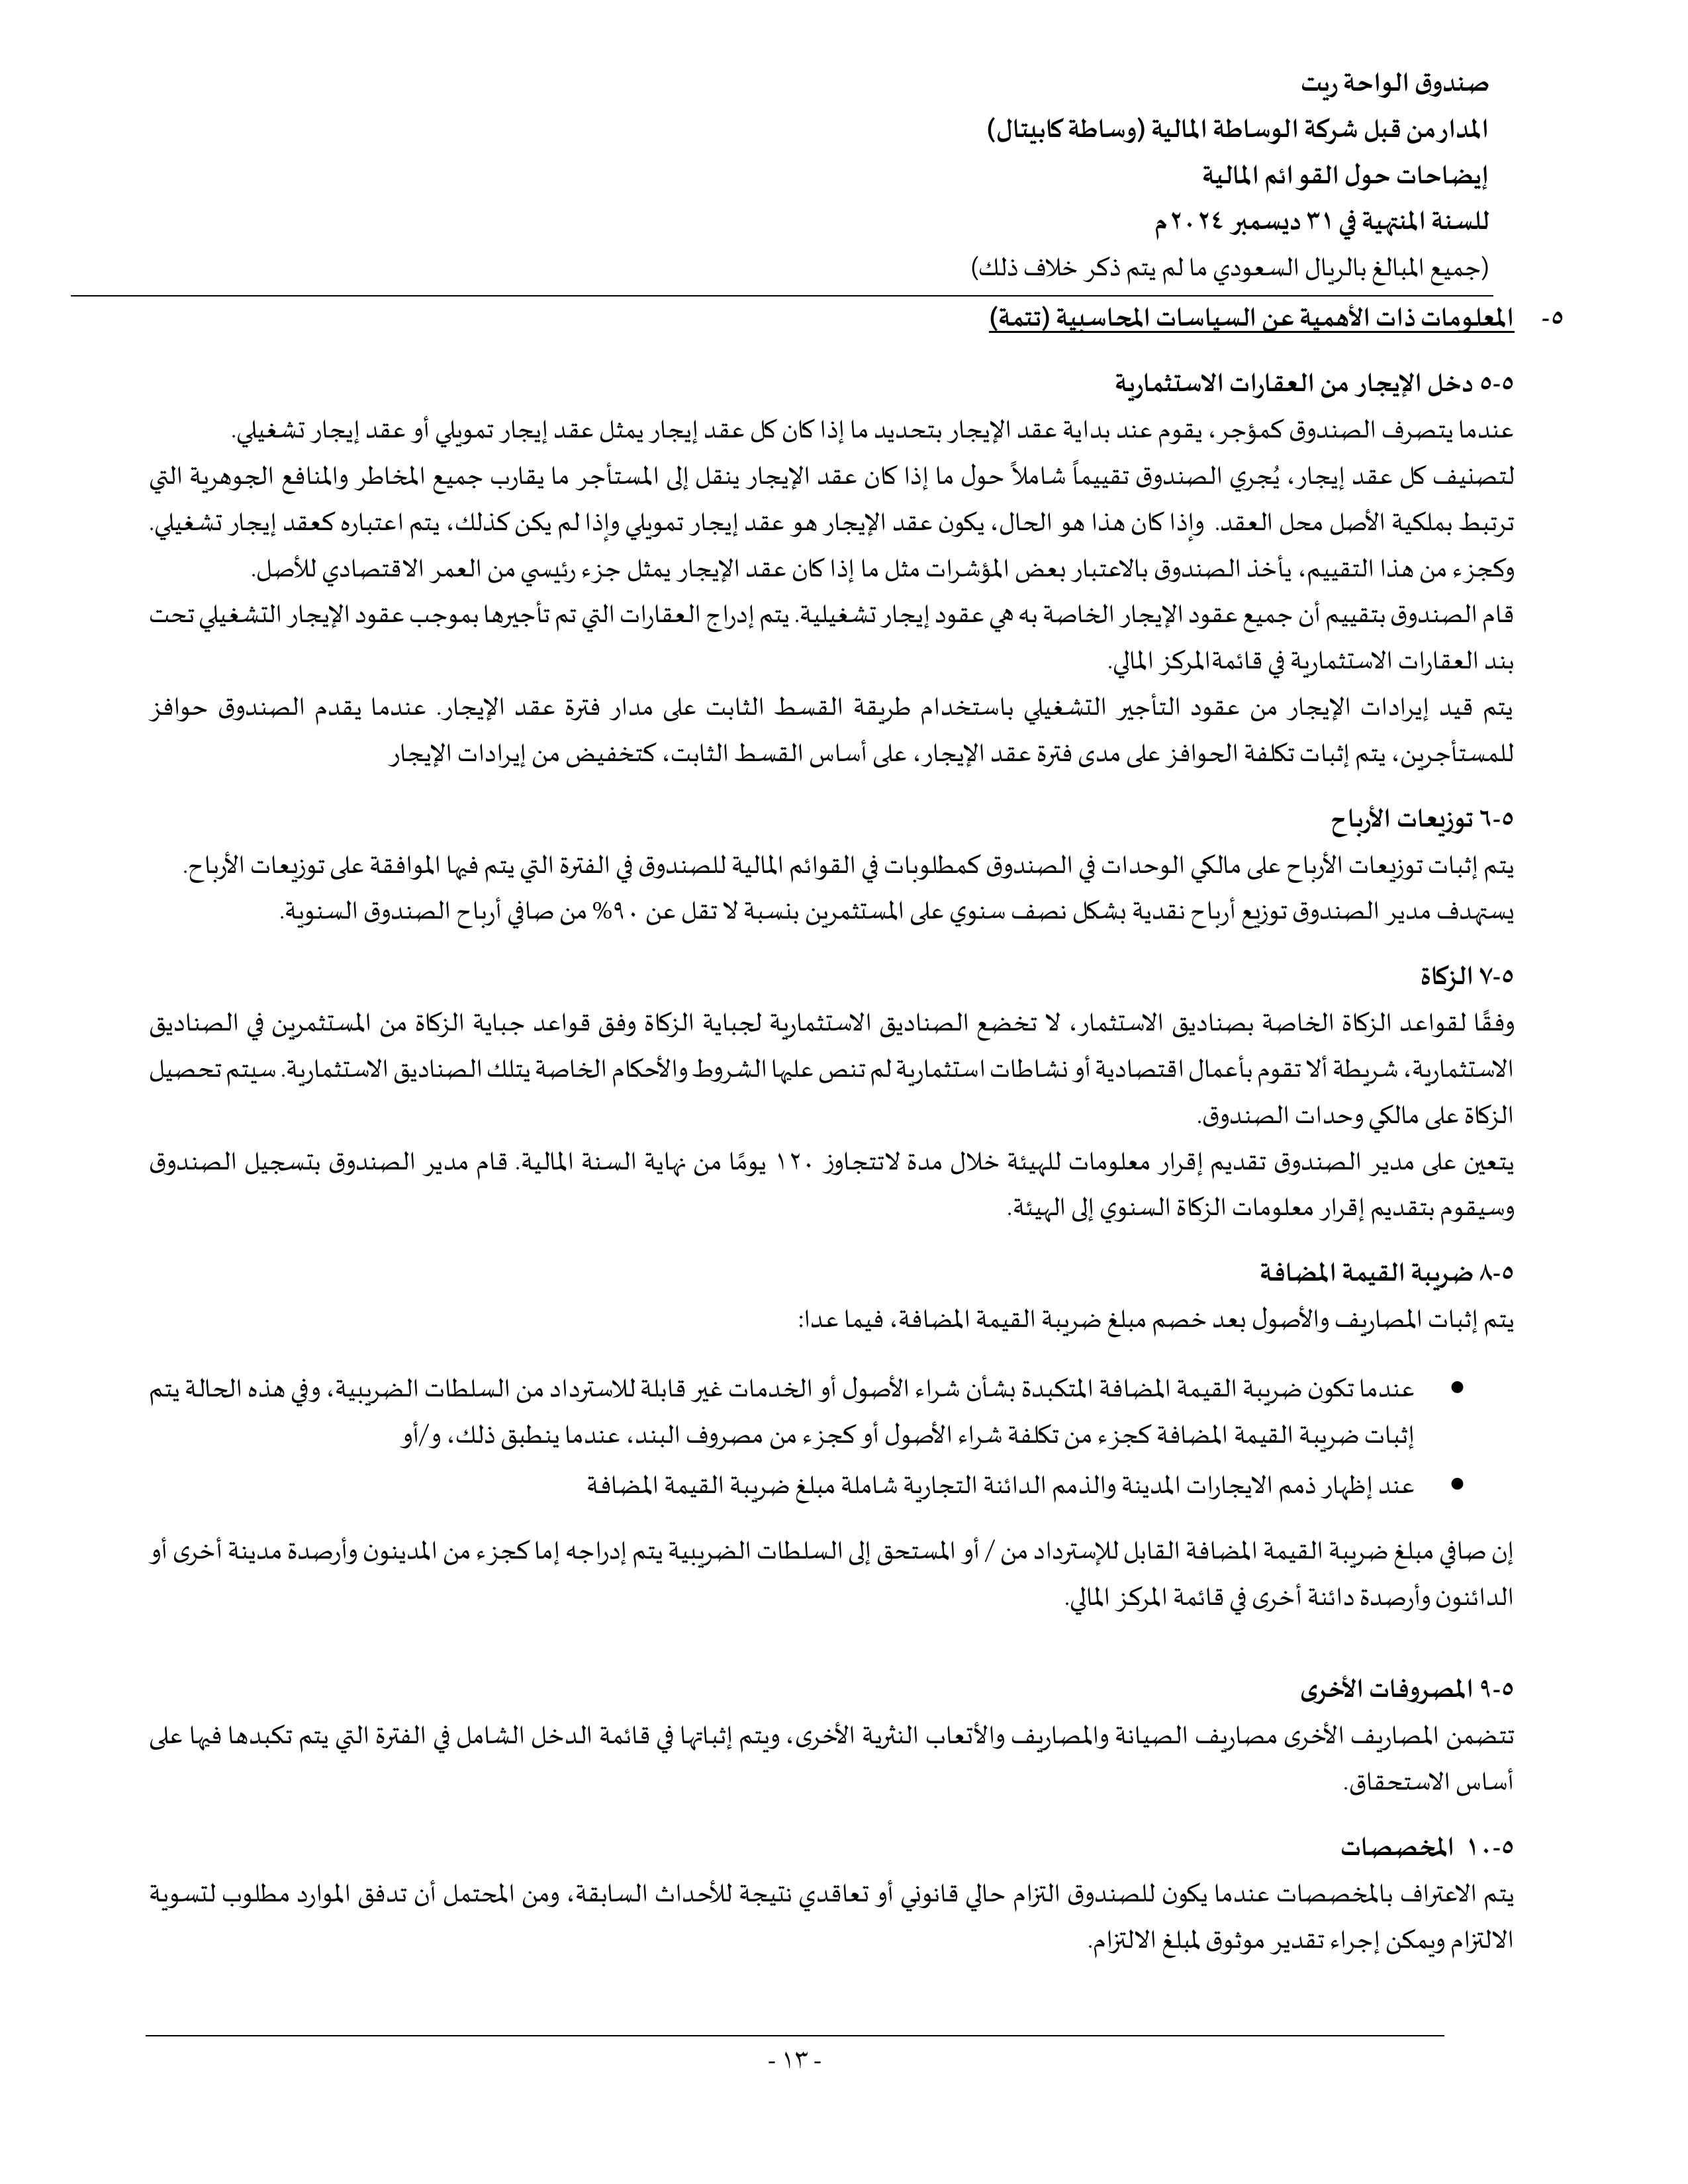 صندوق الواحة ريت
المدار من قبل شركة الوساطة المالية (وساطة كابيتال)
إيضاحات حول القوائم المالية
للسنة المنتهية في ٣١ ديسمبر ٢٠٢٤م
(جميع المبالغ بالريال السعودي ما لم يتم ذكر خلاف ذلك)
٥- المعلومات ذات الأهمية عن السياسات المحاسبية (تتمة)
٥-٥ دخل الإيجار من العقارات الاستثمارية
عندما يتصرف الصندوق كمؤجر، يقوم عند بداية عقد الإيجار بتحديد ما إذا كان كل عقد إيجار يمثل عقد إيجار تمويلي أو عقد إيجار تشغيلي.
لتصنيف كل عقد إيجار، يُجري الصندوق تقييماً شاملاً حول ما إذا كان عقد الإيجار ينقل إلى المستأجر ما يقارب جميع المخاطر والمنافع الجوهرية التي
ترتبط بملكية الأصل محل العقد. وإذا كان هذا هو الحال، يكون عقد الإيجار هو عقد إيجار تمويلي وإذا لم يكن كذلك، يتم اعتباره كعقد إيجار تشغيلي.
وكجزء من هذا التقييم، يأخذ الصندوق بالاعتبار بعض المؤشرات مثل ما إذا كان عقد الإيجار يمثل جزء رئيسي من العمر الاقتصادي للأصل.
قام الصندوق بتقييم أن جميع عقود الإيجار الخاصة به هي عقود إيجار تشغيلية. يتم إدراج العقارات التي تم تأجيرها بموجب عقود الإيجار التشغيلي تحت
بند العقارات الاستثمارية في قائمة المركز المالي.
يتم قيد إيرادات الإيجار من عقود التأجير التشغيلي باستخدام طريقة القسط الثابت على مدار فترة عقد الإيجار. عندما يقدم الصندوق حوافز
للمستأجرين، يتم إثبات تكلفة الحوافز على مدى فترة عقد الإيجار، على أساس القسط الثابت، كتخفيض من إيرادات الإيجار
٥-٦ توزيعات الأرباح
يتم إثبات توزيعات الأرباح على مالكي الوحدات في الصندوق كمطلوبات في القوائم المالية للصندوق في الفترة التي يتم فيها الموافقة على توزيعات الأرباح.
يستهدف مدير الصندوق توزيع أرباح نقدية بشكل نصف سنوي على المستثمرين بنسبة لا تقل عن ٩٠% من صافي أرباح الصندوق السنوية.
٥-٧ الزكاة
وفقًا لقواعد الزكاة الخاصة بصناديق الاستثمار، لا تخضع الصناديق الاستثمارية لجباية الزكاة وفق قواعد جباية الزكاة من المستثمرين في الصناديق
الاستثمارية، شريطة ألا تقوم بأعمال اقتصادية أو نشاطات استثمارية لم تنص عليها الشروط والأحكام الخاصة يتلك الصناديق الاستثمارية. سيتم تحصيل
الزكاة على مالكي وحدات الصندوق.
يتعين على مدير الصندوق تقديم إقرار معلومات للهيئة خلال مدة لاتتجاوز ١٢٠ يومًا من نهاية السنة المالية. قام مدير الصندوق بتسجيل الصندوق
وسيقوم بتقديم إقرار معلومات الزكاة السنوي إلى الهيئة.
٥-٨ ضريبة القيمة المضافة
يتم إثبات المصاريف والأصول بعد خصم مبلغ ضريبة القيمة المضافة، فيما عدا:
● عندما تكون ضريبة القيمة المضافة المتكبدة بشأن شراء الأصول أو الخدمات غير قابلة للاسترداد من السلطات الضريبية، وفي هذه الحالة يتم
إثبات ضريبة القيمة المضافة كجزء من تكلفة شراء الأصول أو كجزء من مصروف البند، عندما ينطبق ذلك، و/أو
● عند إظهار ذمم الايجارات المدينة والذمم الدائنة التجارية شاملة مبلغ ضريبة القيمة المضافة
إن صافي مبلغ ضريبة القيمة المضافة القابل للإسترداد من / أو المستحق إلى السلطات الضريبية يتم إدراجه إما كجزء من المدينون وأرصدة مدينة أخرى أو
الدائنون وأرصدة دائنة أخرى في قائمة المركز المالي.
٥-٩ المصروفات الأخرى
تتضمن المصاريف الأخرى مصاريف الصيانة والمصاريف والأتعاب النثرية الأخرى، ويتم إثباتها في قائمة الدخل الشامل في الفترة التي يتم تكبدها فيها على
أساس الاستحقاق.
٥-١٠ المخصصات
يتم الاعتراف بالمخصصات عندما يكون للصندوق التزام حالي قانوني أو تعاقدي نتيجة للأحداث السابقة، ومن المحتمل أن تدفق الموارد مطلوب لتسوية
الالتزام ويمكن إجراء تقدير موثوق لمبلغ الالتزام.
- ١٣ -